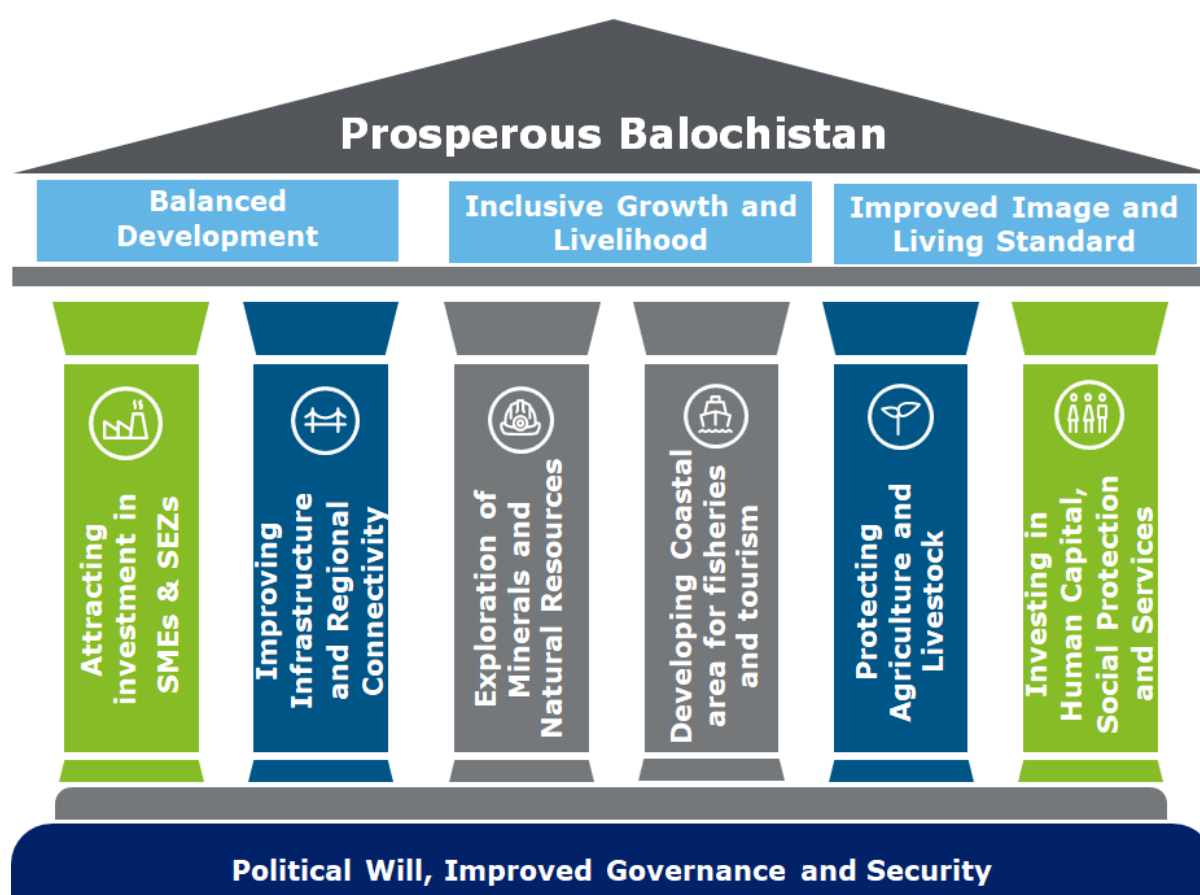 Prosperous Balochistan
Balanced
Development
Inclusive Growth and
Livelihood
Improved Image and
Living Standard
Attracting
investment in
SMEs & SEZs
Improving
Infrastructure
and Regional
Connectivity
Exploration of
Minerals and
Natural Resources
Developing Coastal
area for fisheries
and tourism
Protecting
Agriculture and
Livestock
Investing in
Human Capital,
Social Protection
and Services
Political Will, Improved Governance and Security